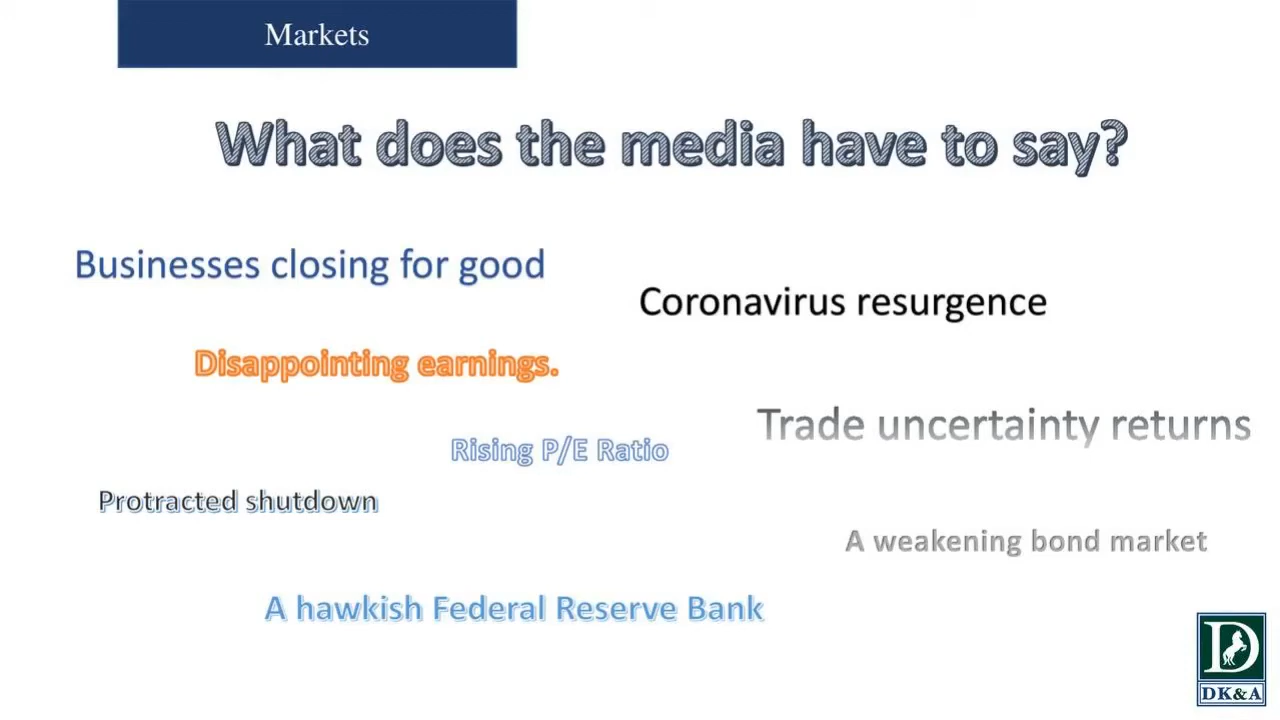 Markets
What does the media have to say?
Businesses closing for good
Coronavirus resurgence
Disappointing earnings.
Trade uncertainty returns
Rising P/E Ratio
Protracted shutdown
A weakening bond market
A hawkish Federal Reserve Bank
D
DK&A